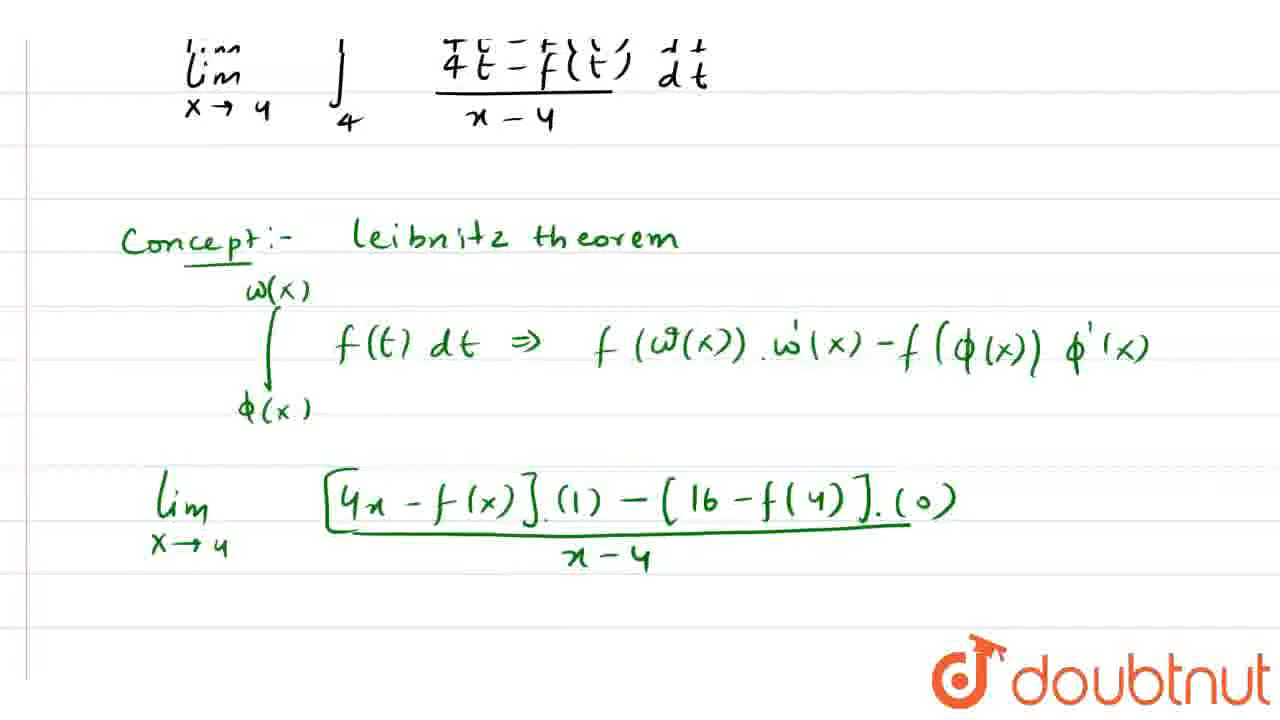 lim ∫ 4t - f(t) dt
x→4 4 x - 4
Concept:- Leibnitz theorem
ω(x)
∫ f(t) dt ⇒ f(ω(x)).ω'(x) - f(ϕ(x)) ϕ'(x)
ϕ(x)
lim [4x - f(x)].(1) - [16 - f(4)].(0)
x→4 x - 4
doubtnut